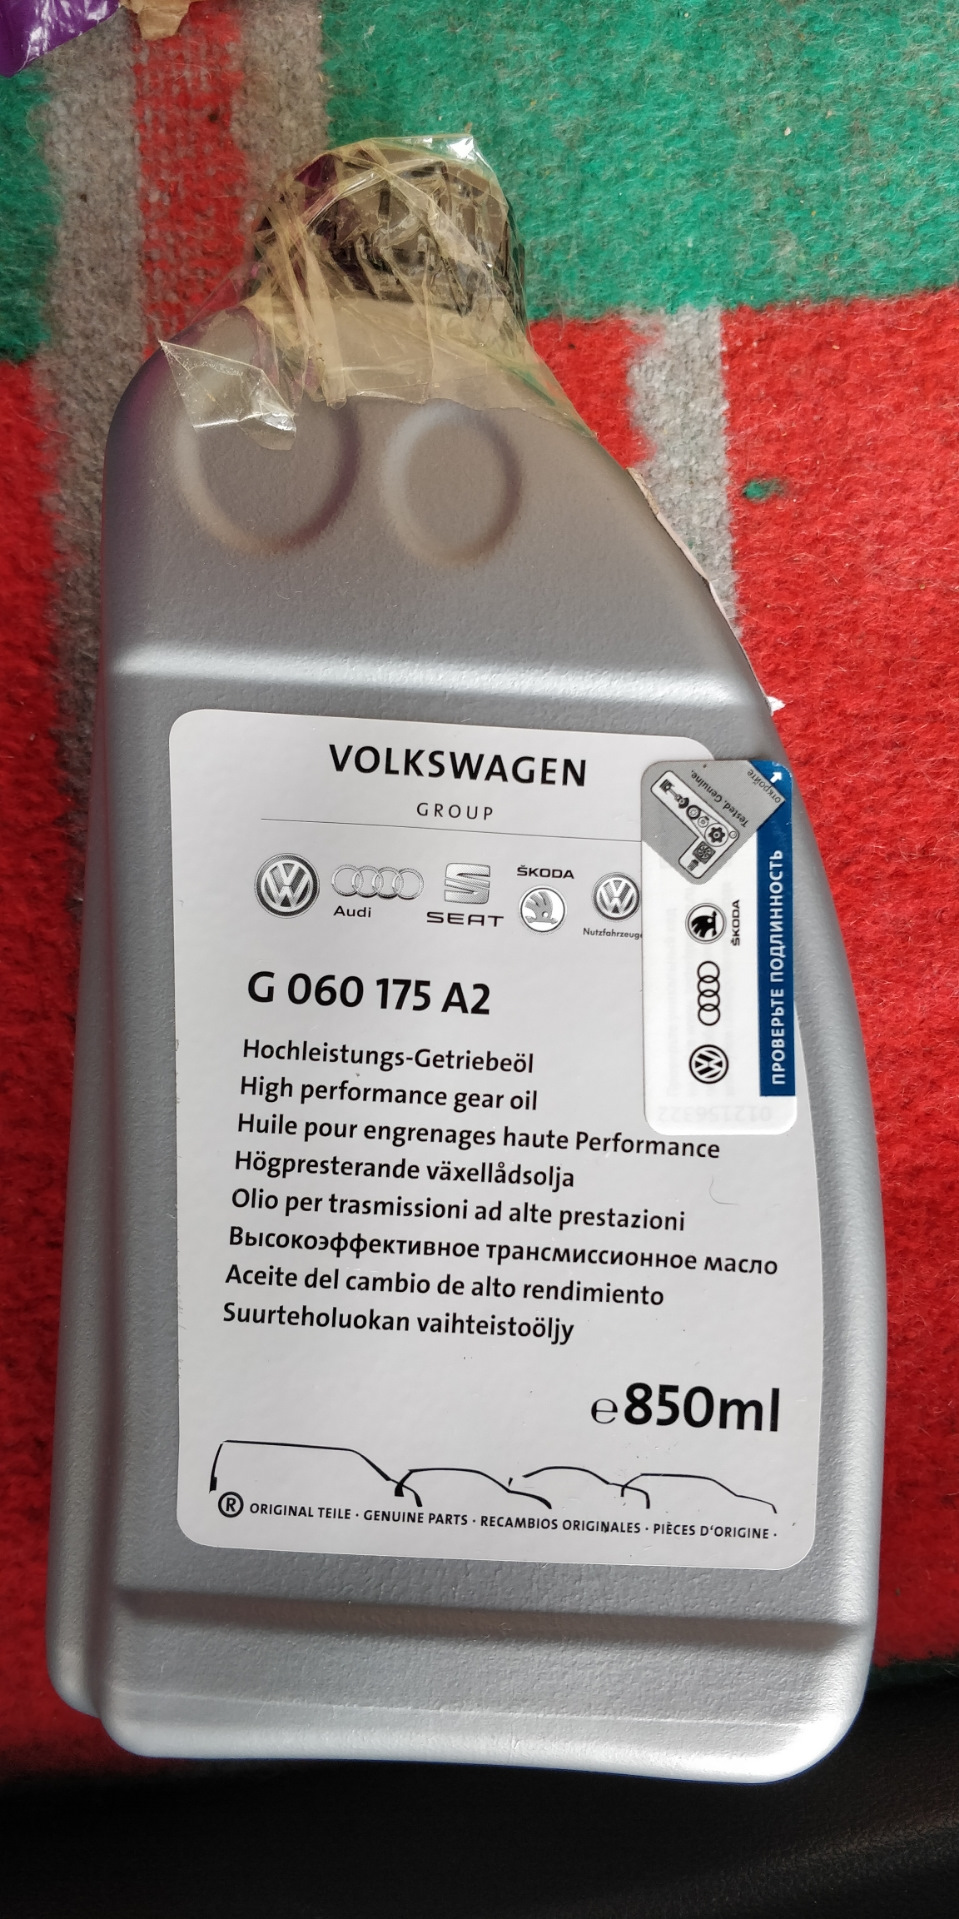 VOLKSWAGEN
GROUP
Audi
SEAT
ŠKODA
Nutzfahrzeuge
G 060 175 A2
Hochleistungs-Getriebeöl
High performance gear oil
Huile pour engrenages haute Performance
Högpresterande växellådsolja
Olio per trasmissioni ad alte prestazioni
Высокоэффективное трансмиссионное масло
Aceite del cambio de alto rendimiento
Suurteholuokan vaihteistoöljy
℮850ml
® ORIGINAL TEILE · GENUINE PARTS · RECAMBIOS ORIGINALES · PIÈCES D'ORIGINE ·
откройте
Tested. Genuine.
ŠKODA
ПРОВЕРЬТЕ ПОДЛИННОСТЬ